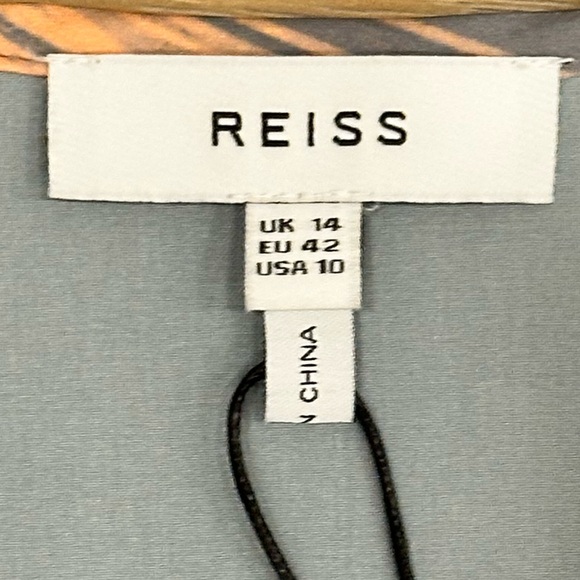 REISS
UK 14
EU 42
USA 10
N CHINA